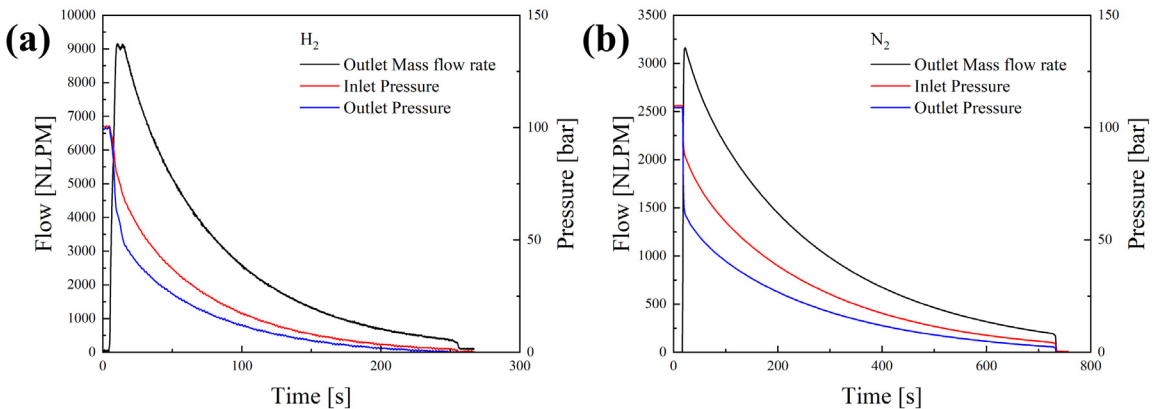 (a)
H2
Outlet Mass flow rate
Inlet Pressure
Outlet Pressure
Flow [NLPM]
10000
9000
8000
7000
6000
5000
4000
3000
2000
1000
0
Pressure [bar]
150
100
50
0
0 100 200 300
Time [s]
(b)
N2
Outlet Mass flow rate
Inlet Pressure
Outlet Pressure
Flow [NLPM]
3500
3000
2500
2000
1500
1000
500
0
Pressure [bar]
150
100
50
0
0 200 400 600 800
Time [s]